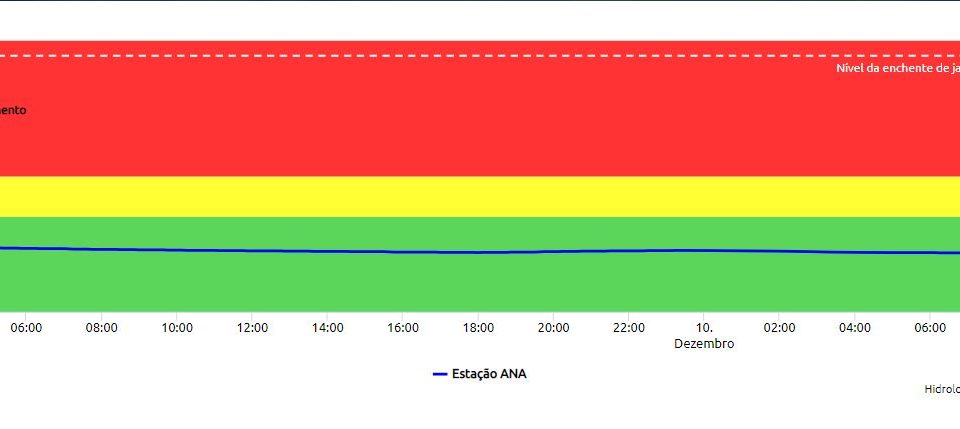 Nível da enchente de ja
mento
06:00 08:00 10:00 12:00 14:00 16:00 18:00 20:00 22:00 10. 02:00 04:00 06:00
Dezembro
Estação ANA
Hidrolo